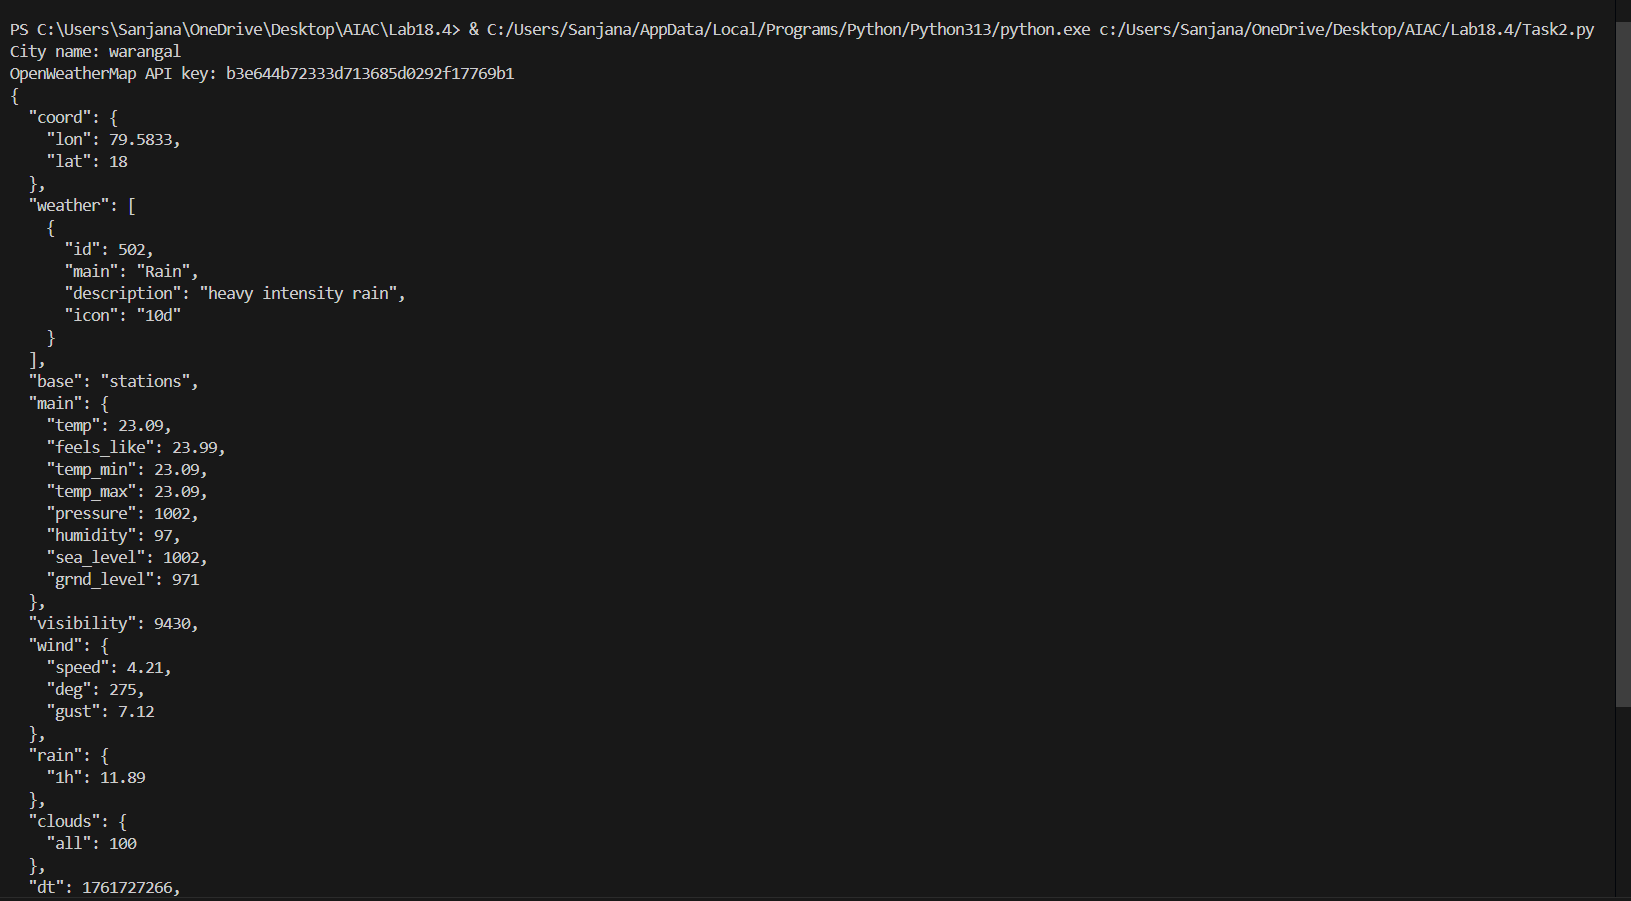 PS C:\Users\Sanjana\OneDrive\Desktop\AIAC\Lab18.4> & C:/Users/Sanjana/AppData/Local/Programs/Python/Python313/python.exe c:/Users/Sanjana/OneDrive/Desktop/AIAC/Lab18.4/Task2.py
City name: warangal
OpenWeatherMap API key: b3e644b72333d713685d0292f17769b1
{
  "coord": {
    "lon": 79.5833,
    "lat": 18
  },
  "weather": [
    {
      "id": 502,
      "main": "Rain",
      "description": "heavy intensity rain",
      "icon": "10d"
    }
  ],
  "base": "stations",
  "main": {
    "temp": 23.09,
    "feels_like": 23.99,
    "temp_min": 23.09,
    "temp_max": 23.09,
    "pressure": 1002,
    "humidity": 97,
    "sea_level": 1002,
    "grnd_level": 971
  },
  "visibility": 9430,
  "wind": {
    "speed": 4.21,
    "deg": 275,
    "gust": 7.12
  },
  "rain": {
    "1h": 11.89
  },
  "clouds": {
    "all": 100
  },
  "dt": 1761727266,